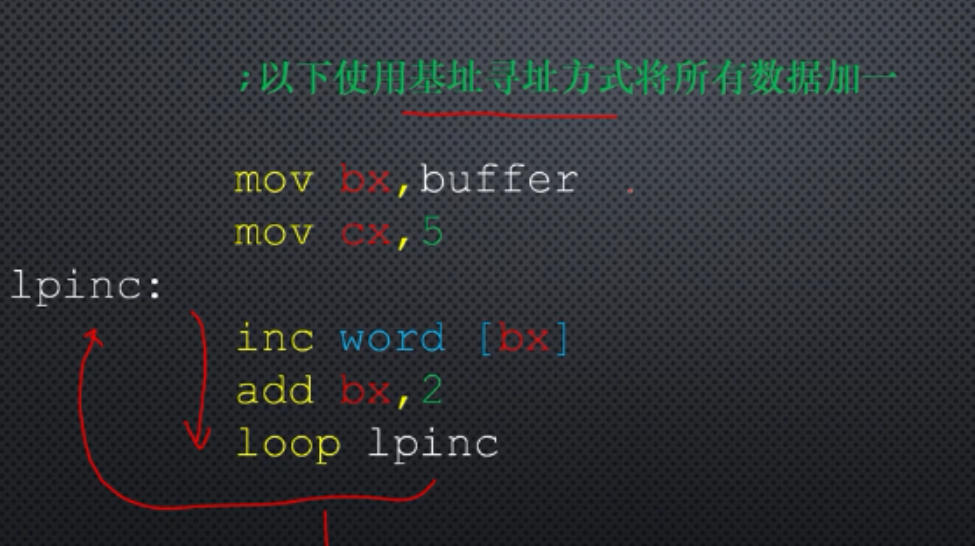 ;以下使用基址寻址方式将所有数据加一
mov bx,buffer
mov cx,5
lpinc:
inc word [bx]
add bx,2
loop lpinc